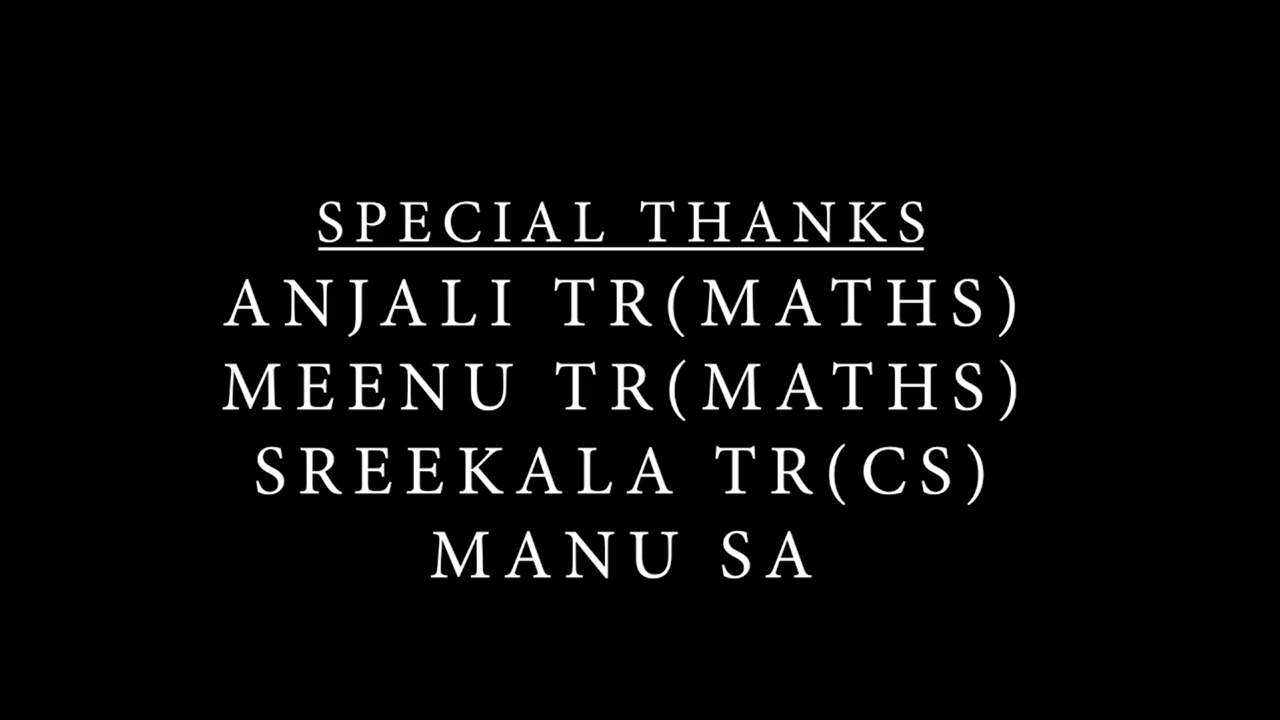 SPECIAL THANKS
ANJALI TR(MATHS)
MEENU TR(MATHS)
SREEKALA TR(CS)
MANU SA